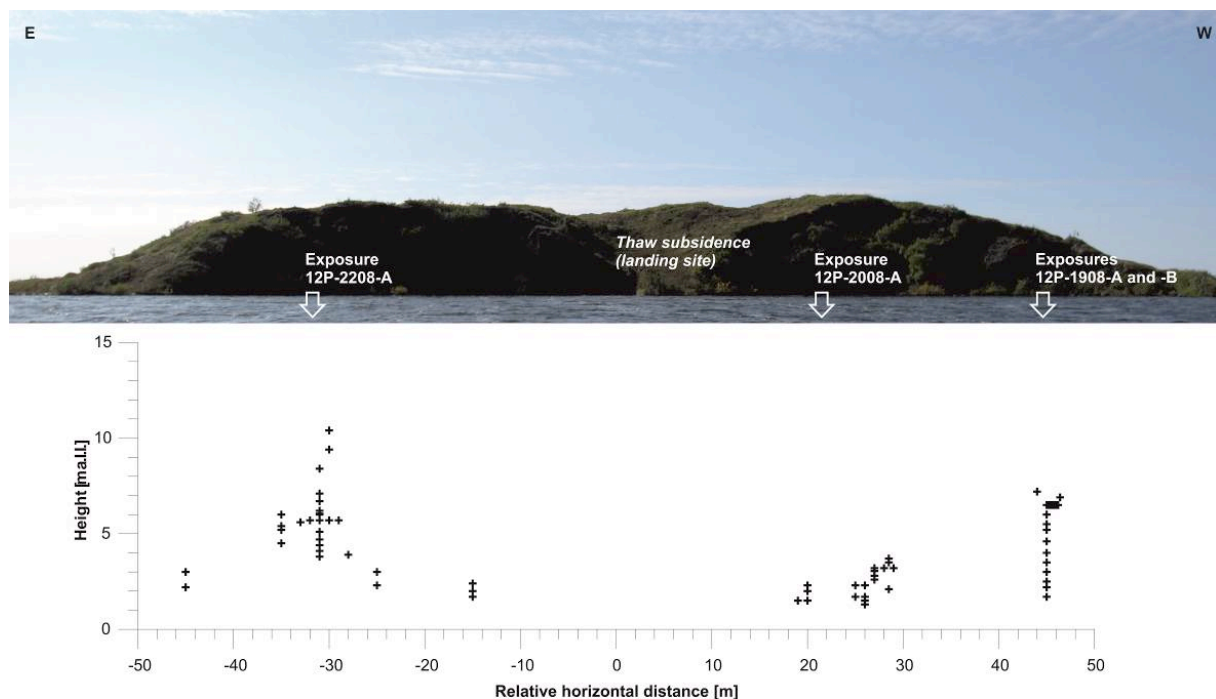 E
W
Thaw subsidence
(landing site)
Exposure
12P-2208-A
Exposure
12P-2008-A
Exposures
12P-1908-A and -B
15
10
5
0
Height [m a.l.l.]
-50
-40
-30
-20
-10
0
10
20
30
40
50
Relative horizontal distance [m]